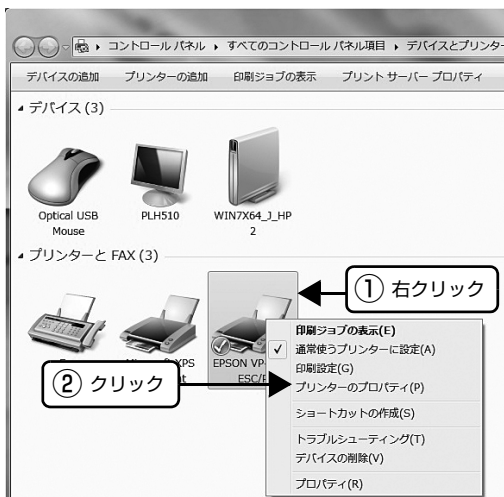 コントロール パネル ▸ すべてのコントロール パネル項目 ▸ デバイスとプリンター
デバイスの追加 プリンターの追加 印刷ジョブの表示 プリント サーバー プロパティ
デバイス (3)
Optical USB
Mouse
PLH510
WIN7X64_J_HP
2
プリンターと FAX (3)
① 右クリック
XPS
EPSON VP-
ESC/P
② クリック
印刷ジョブの表示(E)
✓ 通常使うプリンターに設定(A)
印刷設定(G)
プリンターのプロパティ(P)
ショートカットの作成(S)
トラブルシューティング(T)
デバイスの削除(V)
プロパティ(R)